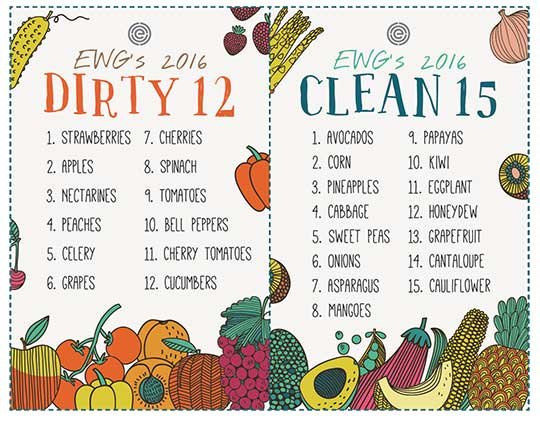 EWG's 2016
DIRTY 12
1. STRAWBERRIES
2. APPLES
3. NECTARINES
4. PEACHES
5. CELERY
6. GRAPES
7. CHERRIES
8. SPINACH
9. TOMATOES
10. BELL PEPPERS
11. CHERRY TOMATOES
12. CUCUMBERS
EWG's 2016
CLEAN 15
1. AVOCADOS
2. CORN
3. PINEAPPLES
4. CABBAGE
5. SWEET PEAS
6. ONIONS
7. ASPARAGUS
8. MANGOES
9. PAPAYAS
10. KIWI
11. EGGPLANT
12. HONEYDEW
13. GRAPEFRUIT
14. CANTALOUPE
15. CAULIFLOWER